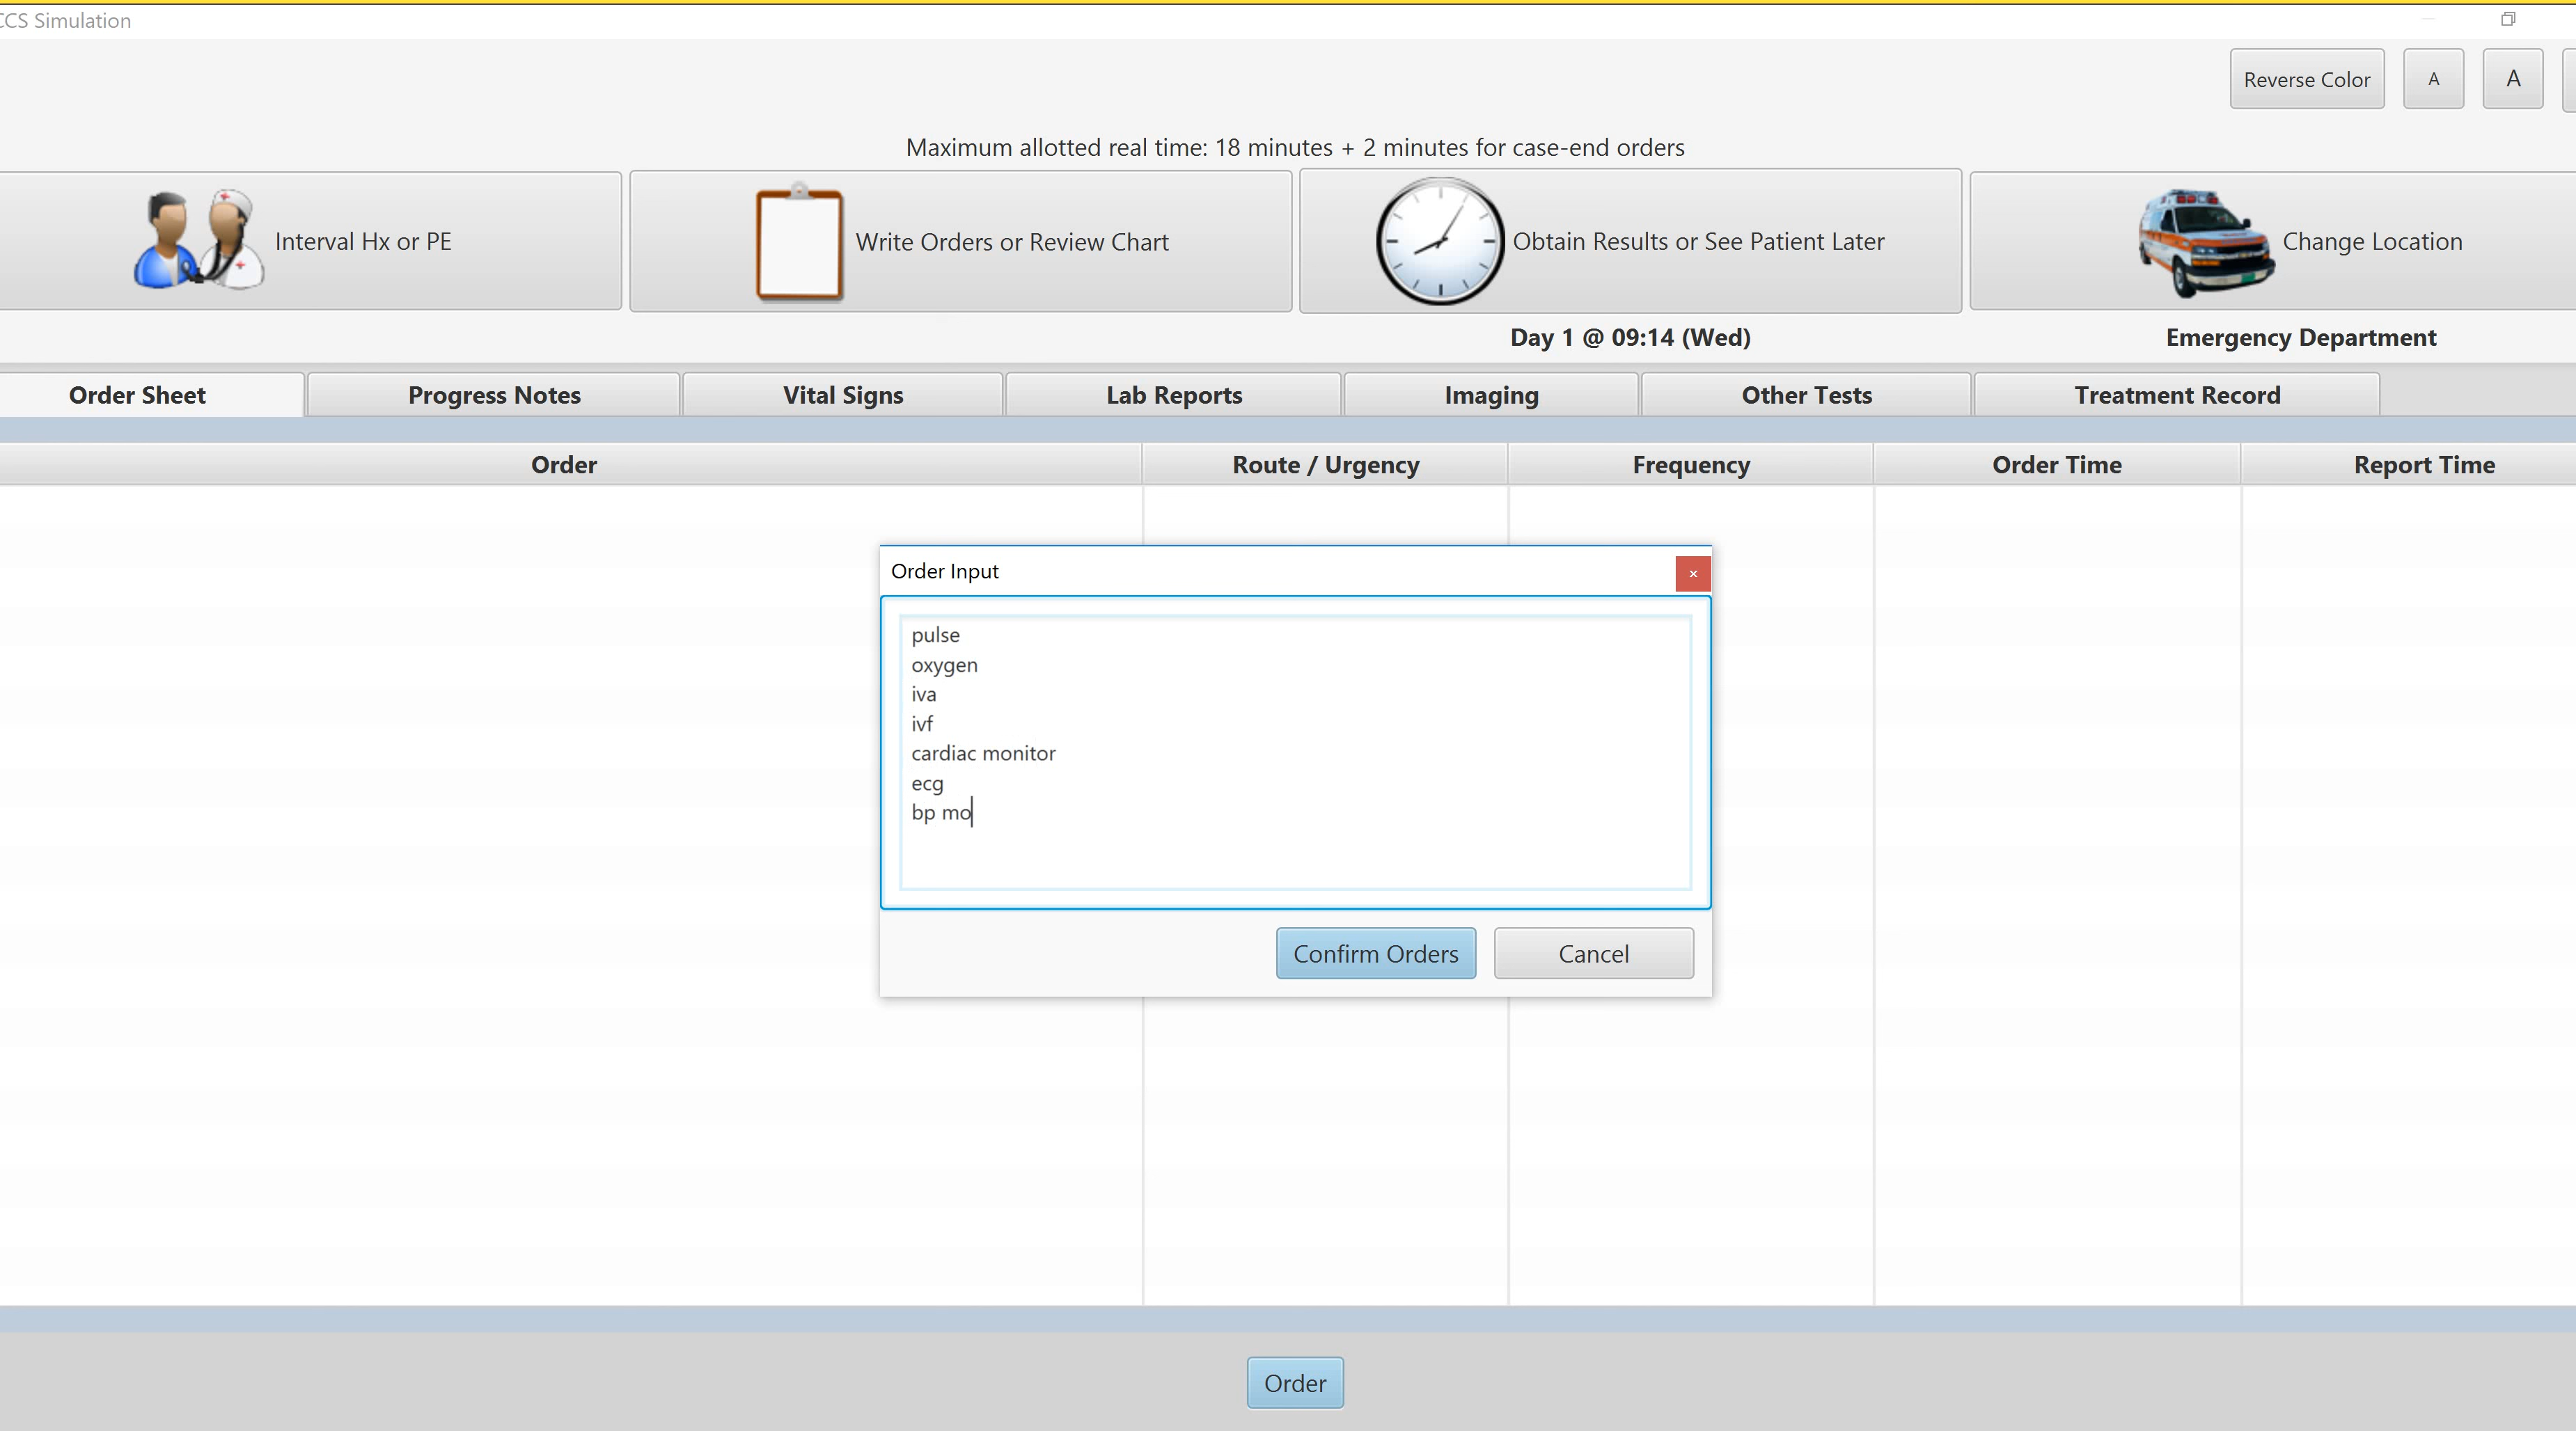 CCS Simulation
Reverse Color
A
A
Maximum allotted real time: 18 minutes + 2 minutes for case-end orders
Interval Hx or PE
Write Orders or Review Chart
Obtain Results or See Patient Later
Change Location
Day 1 @ 09:14 (Wed)
Emergency Department
Order Sheet
Progress Notes
Vital Signs
Lab Reports
Imaging
Other Tests
Treatment Record
Order
Route / Urgency
Frequency
Order Time
Report Time
Order Input
pulse
oxygen
iva
ivf
cardiac monitor
ecg
bp mo
Confirm Orders
Cancel
Order